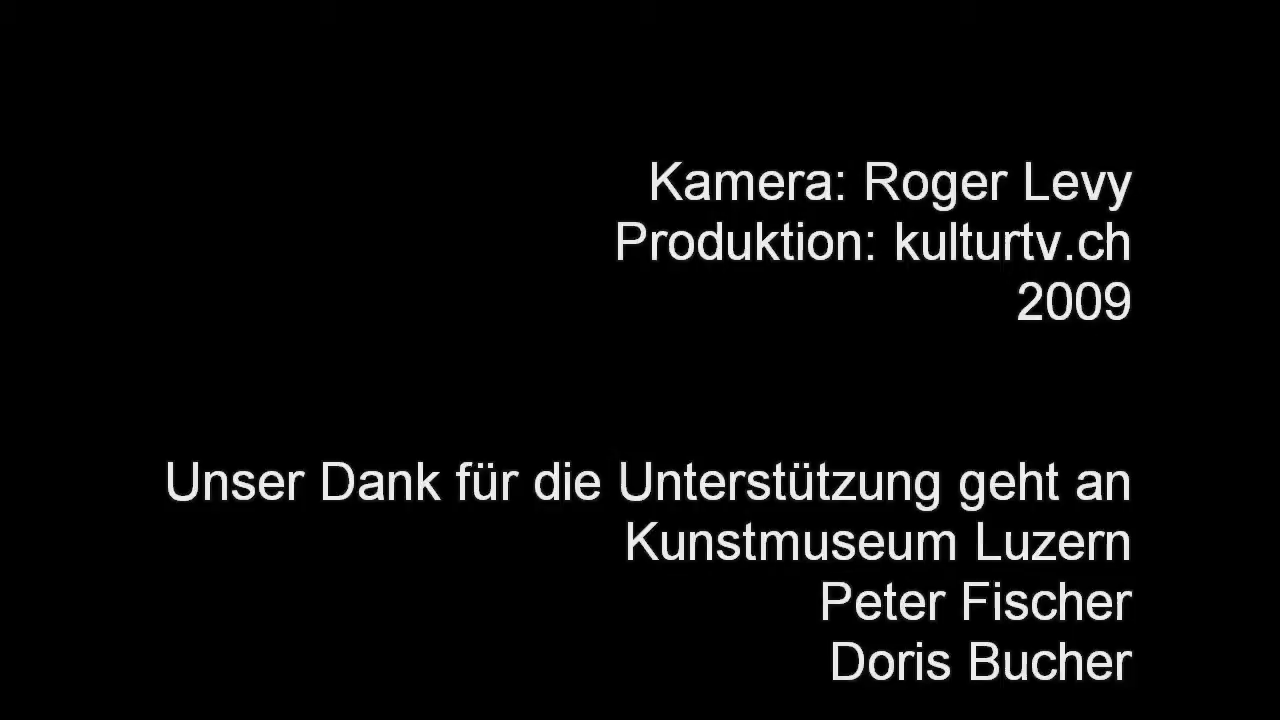 Kamera: Roger Levy
Produktion: kulturtv.ch
2009
Unser Dank für die Unterstützung geht an
Kunstmuseum Luzern
Peter Fischer
Doris Bucher